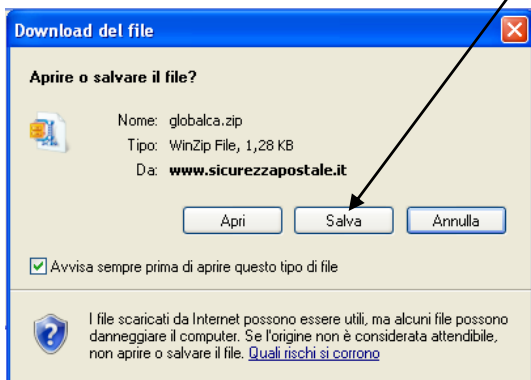 Download del file
Aprire o salvare il file?
Nome: globalca.zip
Tipo: WinZip File, 1,28 KB
Da: www.sicurezzapostale.it
Apri Salva Annulla
Avvisa sempre prima di aprire questo tipo di file
I file scaricati da Internet possono essere utili, ma alcuni file possono
danneggiare il computer. Se l'origine non è considerata attendibile,
non aprire o salvare il file. Quali rischi si corrono